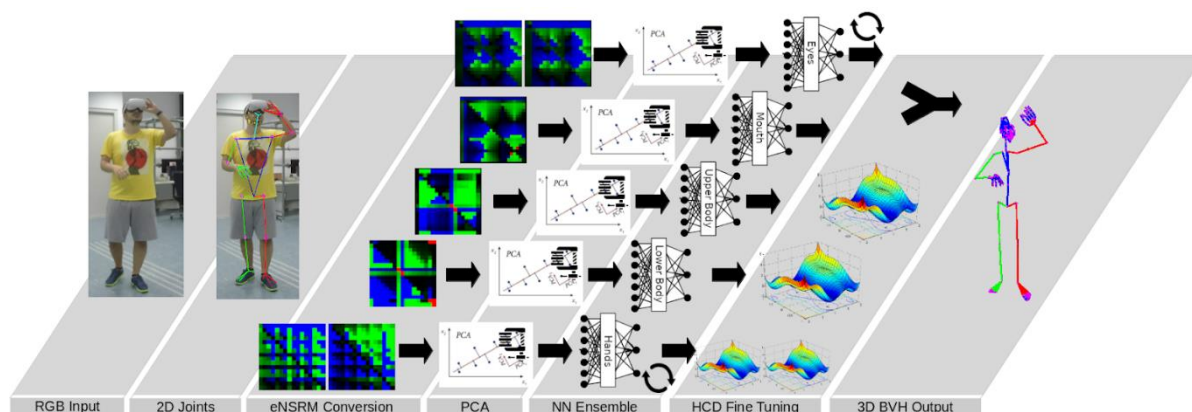 PCA
Eyes
PCA
Mouth
PCA
Upper Body
PCA
Lower Body
PCA
Hands
RGB Input
2D Joints
eNSRM Conversion
PCA
NN Ensemble
HCD Fine Tuning
3D BVH Output